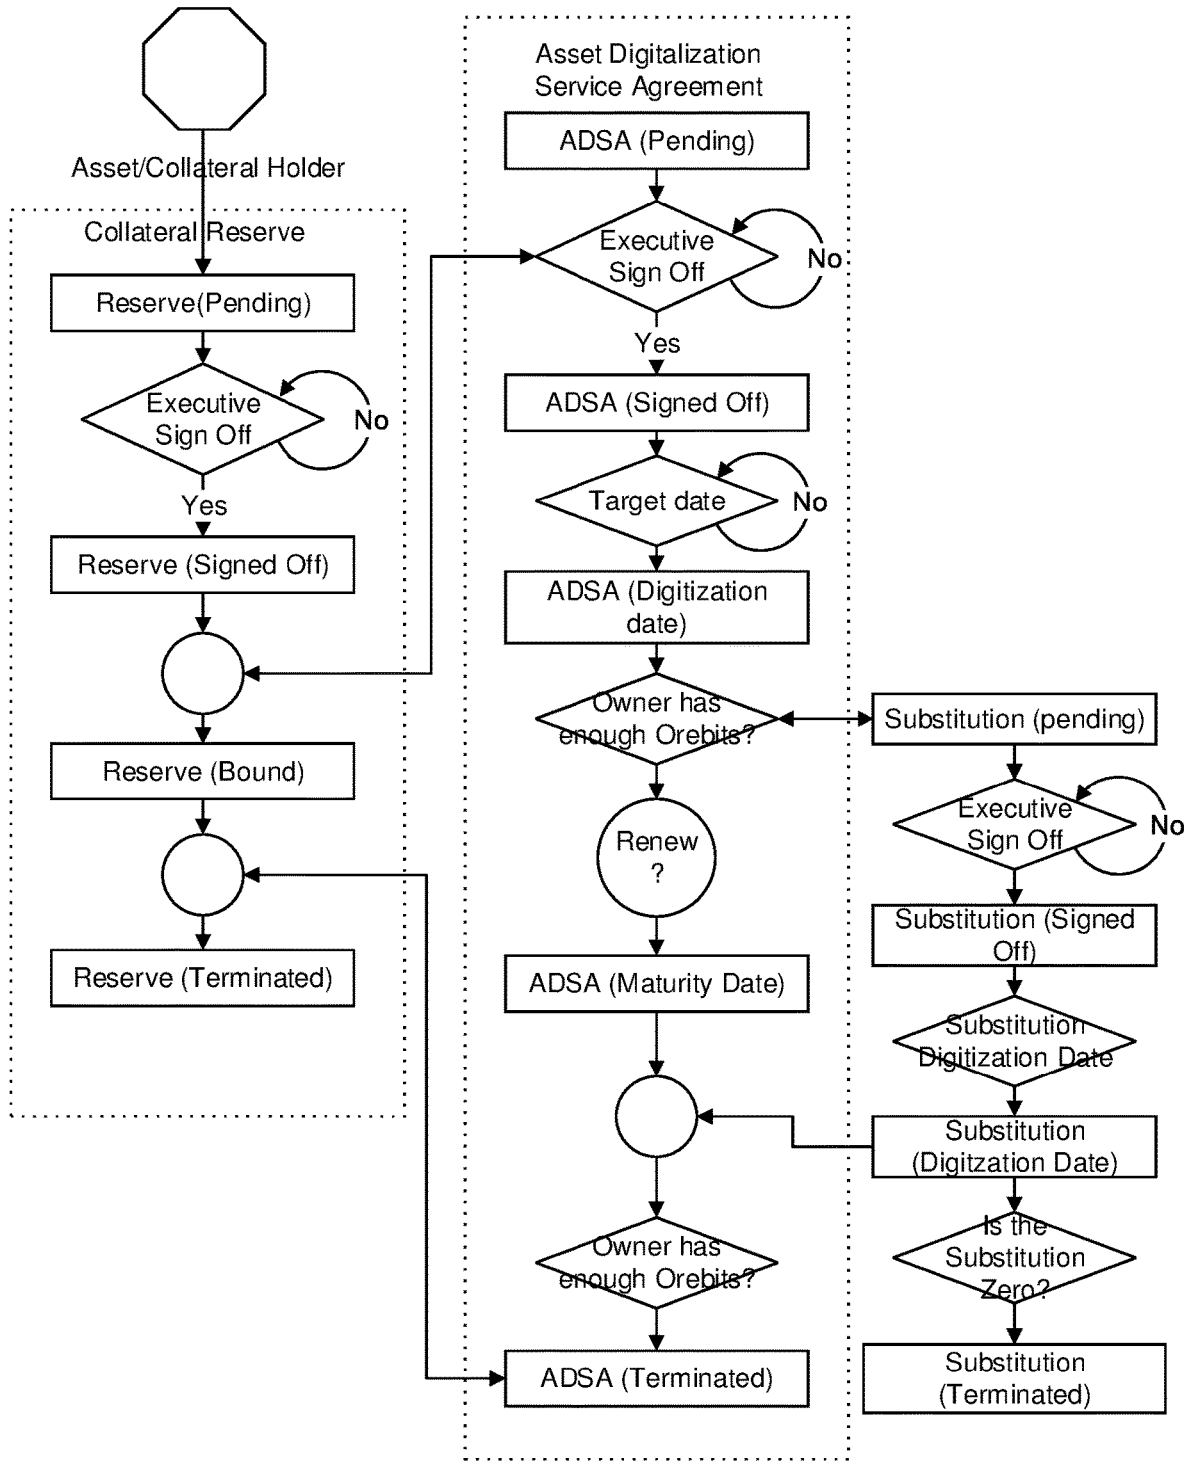 Asset/Collateral Holder
Collateral Reserve
Reserve(Pending)
Executive
Sign Off
No
Yes
Reserve (Signed Off)
Reserve (Bound)
Reserve (Terminated)
Asset Digitalization
Service Agreement
ADSA (Pending)
Executive
Sign Off
No
Yes
ADSA (Signed Off)
Target date
No
ADSA (Digitization
date)
Owner has
enough Orebits?
Renew
?
ADSA (Maturity Date)
Owner has
enough Orebits?
ADSA (Terminated)
Substitution (pending)
Executive
Sign Off
No
Substitution (Signed
Off)
Substitution
Digitization Date
Substitution
(Digitzation Date)
Is the
Substitution
Zero?
Substitution
(Terminated)